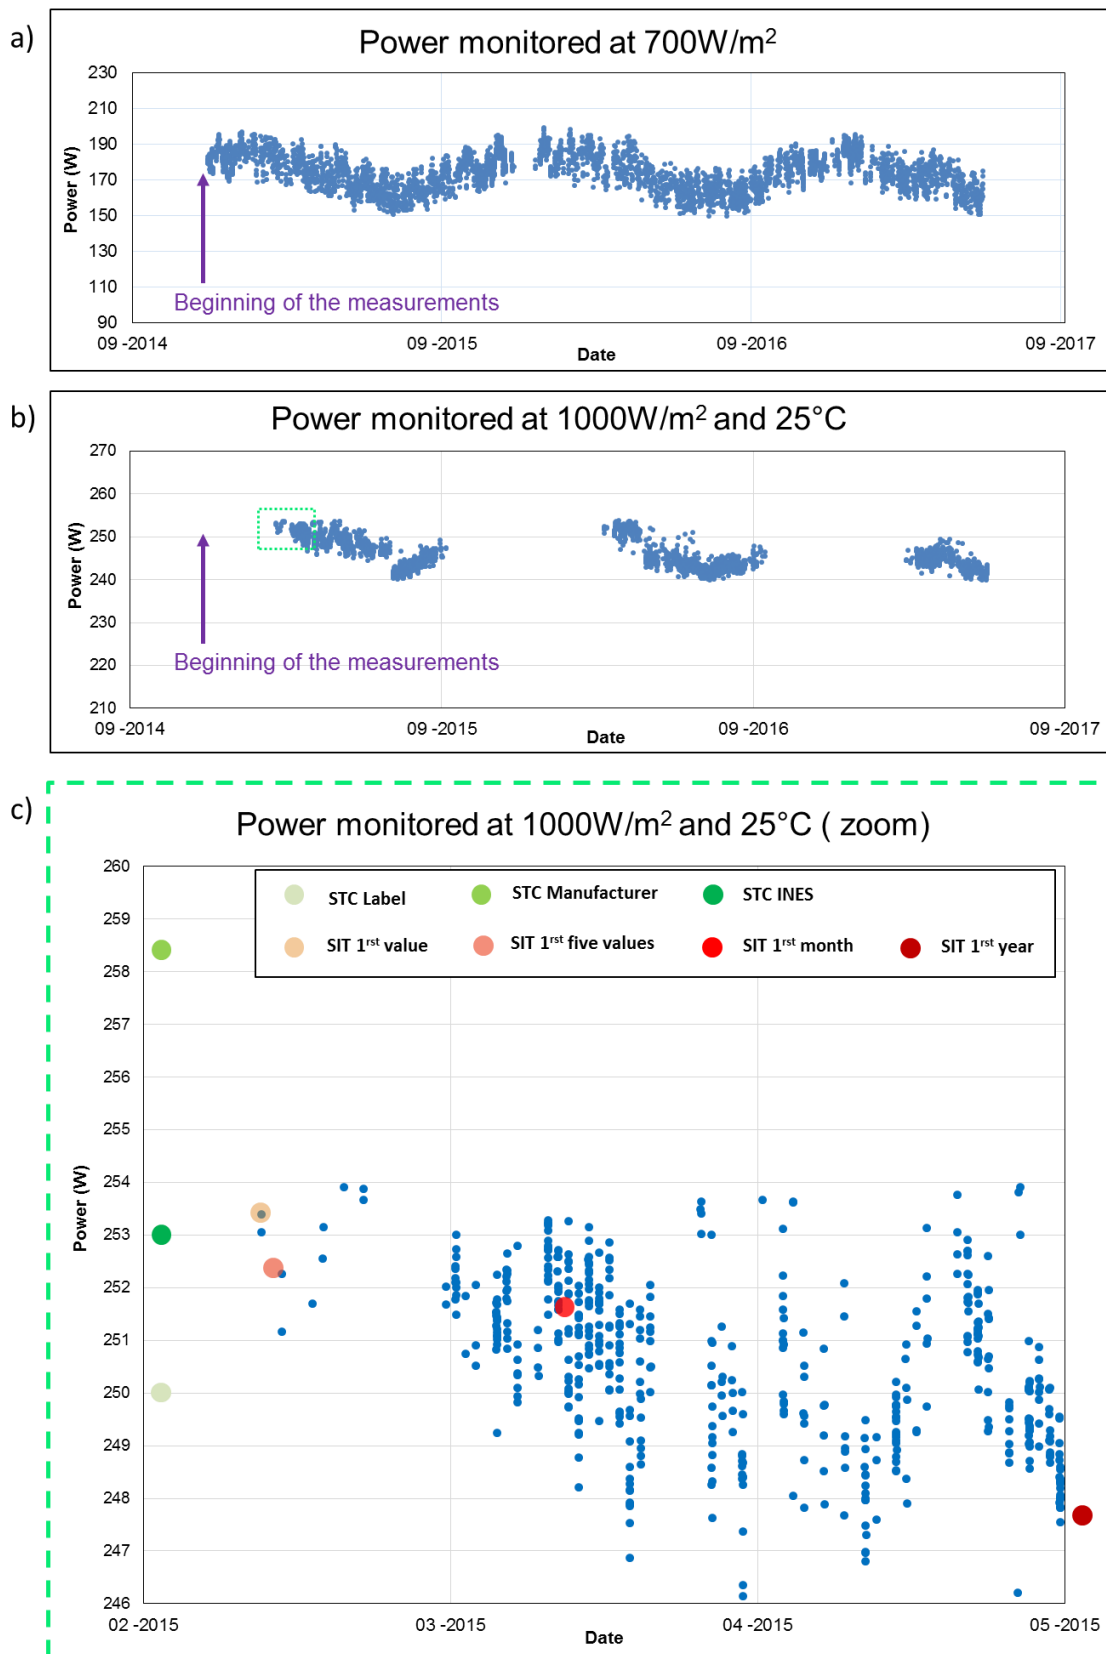 a)
Power monitored at 700W/m²
230
210
190
170
150
130
110
90
Power (W)
Beginning of the measurements
09 -2014
09 -2015
09 -2016
09 -2017
Date
b)
Power monitored at 1000W/m² and 25°C
270
260
250
240
230
220
210
Power (W)
Beginning of the measurements
09 -2014
09 -2015
09 -2016
09 -2017
Date
c)
Power monitored at 1000W/m² and 25°C ( zoom)
STC Label
STC Manufacturer
STC INES
SIT 1rst value
SIT 1rst five values
SIT 1rst month
SIT 1rst year
260
259
258
257
256
255
254
253
252
251
250
249
248
247
246
Power (W)
02 -2015
03 -2015
04 -2015
05 -2015
Date